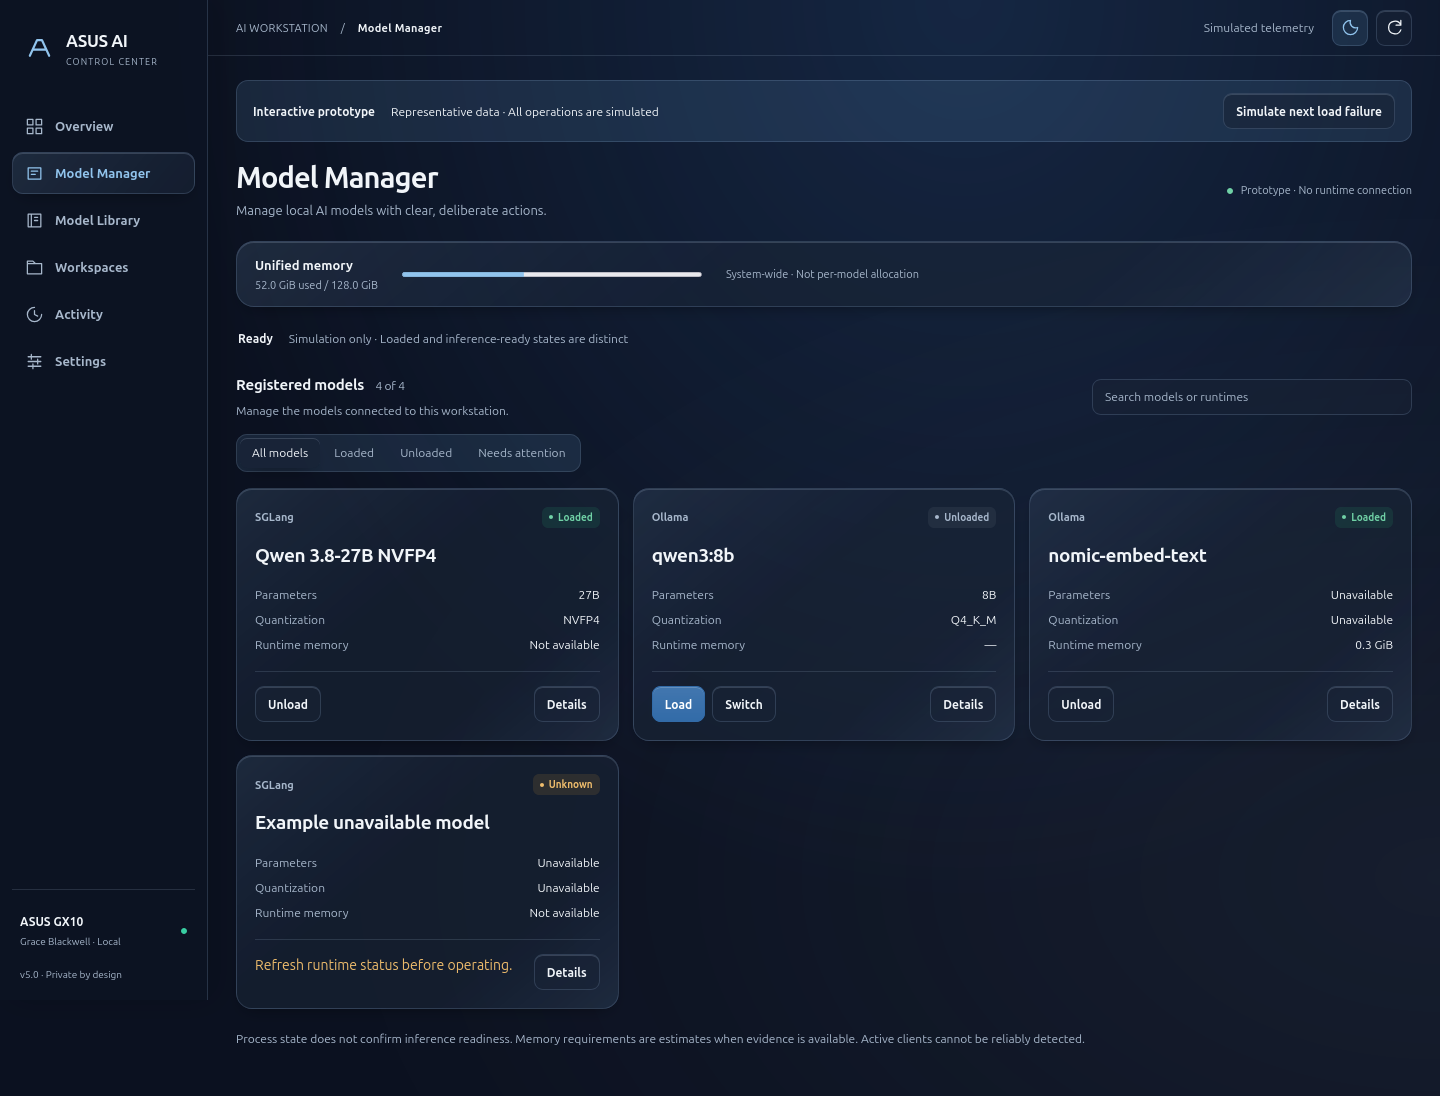 ASUS AI
CONTROL CENTER
Overview
Model Manager
Model Library
Workspaces
Activity
Settings
ASUS GX10
Grace Blackwell · Local
v5.0 · Private by design
AI WORKSTATION / Model Manager
Simulated telemetry
Interactive prototype Representative data · All operations are simulated
Simulate next load failure
Model Manager
Manage local AI models with clear, deliberate actions.
Prototype · No runtime connection
Unified memory
52.0 GiB used / 128.0 GiB
System-wide · Not per-model allocation
Ready Simulation only · Loaded and inference-ready states are distinct
Registered models 4 of 4
Manage the models connected to this workstation.
Search models or runtimes
All models Loaded Unloaded Needs attention
SGLang Loaded
Qwen 3.8-27B NVFP4
Parameters 27B
Quantization NVFP4
Runtime memory Not available
Unload Details
Ollama Unloaded
qwen3:8b
Parameters 8B
Quantization Q4_K_M
Runtime memory —
Load Switch Details
Ollama Loaded
nomic-embed-text
Parameters Unavailable
Quantization Unavailable
Runtime memory 0.3 GiB
Unload Details
SGLang Unknown
Example unavailable model
Parameters Unavailable
Quantization Unavailable
Runtime memory Not available
Refresh runtime status before operating. Details
Process state does not confirm inference readiness. Memory requirements are estimates when evidence is available. Active clients cannot be reliably detected.